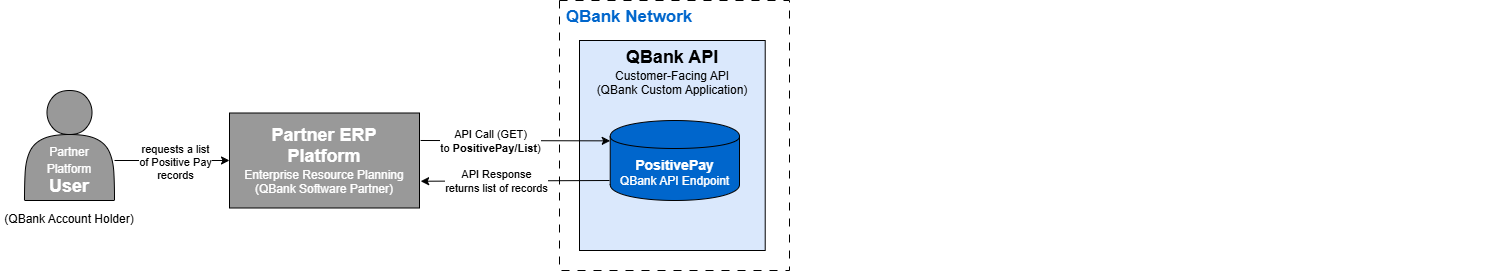 QBank Network
QBank API
Customer-Facing API
(QBank Custom Application)
Partner
Platform
User
(QBank Account Holder)
requests a list
of Positive Pay
records
Partner ERP
Platform
Enterprise Resource Planning
(QBank Software Partner)
API Call (GET)
to PositivePay/List)
API Response
returns list of records
PositivePay
QBank API Endpoint